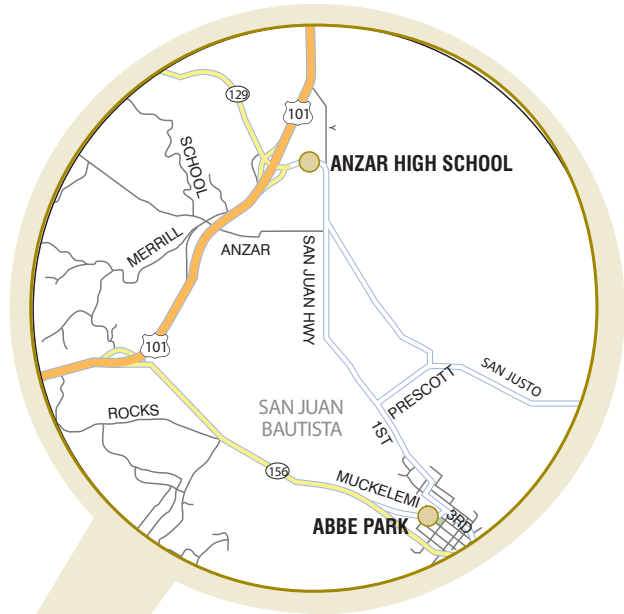 129
101
Y
SCHOOL
ANZAR HIGH SCHOOL
MERRILL
ANZAR
SAN JUAN HWY
101
SAN JUSTO
PRESCOTT
ROCKS
SAN JUAN
BAUTISTA
1ST
156
MUCKELEMI
3RD
ABBE PARK